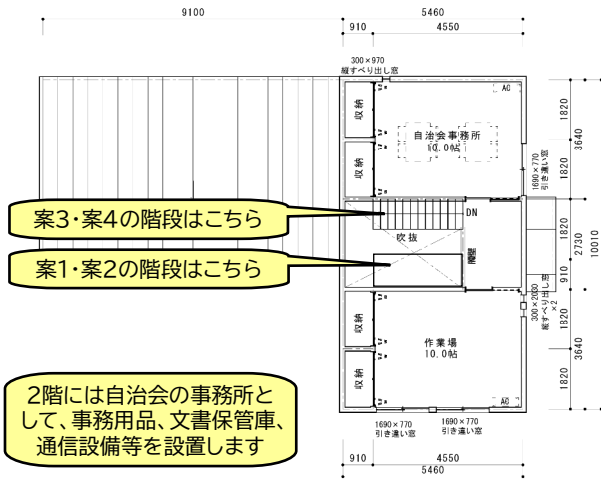 9100
5460
910
4550
300×970
縦すべり出し窓
AC
収納
自治会事務所
10.0帖
収納
1820
3640
1820
1690×770
引き違い窓
案3・案4の階段はこちら
DN
吹抜
1820
2730
10010
案1・案2の階段はこちら
910
300×2030
縦すべり出し窓
×2
収納
作業場
10.0帖
収納
1820
3640
1820
AC
2階には自治会の事務所と
して、事務用品、文書保管庫、
通信設備等を設置します
1690×770
引き違い窓
1690×770
引き違い窓
910
4550
5460